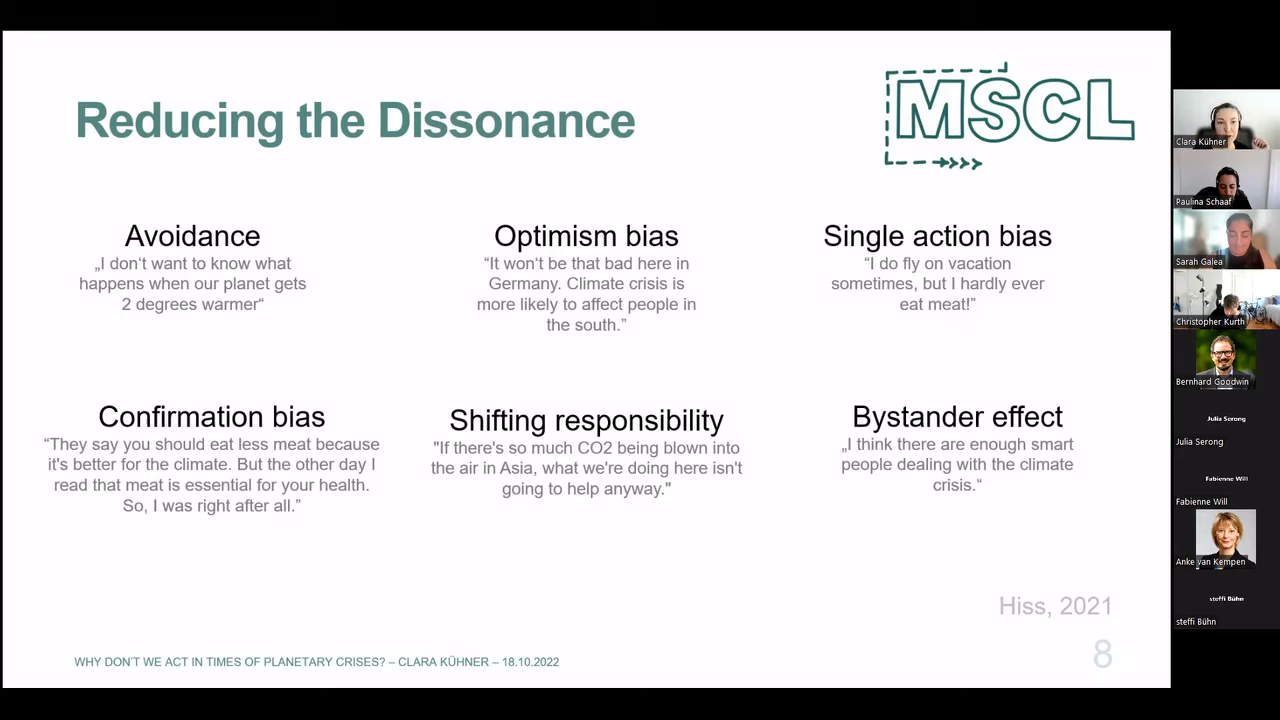 Reducing the Dissonance
MSCL
Avoidance
„I don‘t want to know what
happens when our planet gets
2 degrees warmer“
Optimism bias
“It won‘t be that bad here in
Germany. Climate crisis is
more likely to affect people in
the south.”
Single action bias
“I do fly on vacation
sometimes, but I hardly ever
eat meat!”
Confirmation bias
“They say you should eat less meat because
it's better for the climate. But the other day I
read that meat is essential for your health.
So, I was right after all.”
Shifting responsibility
"If there's so much CO2 being blown into
the air in Asia, what we're doing here isn't
going to help anyway."
Bystander effect
„I think there are enough smart
people dealing with the climate
crisis.“
Hiss, 2021
WHY DON’T WE ACT IN TIMES OF PLANETARY CRISES? – CLARA KÜHNER – 18.10.2022
8
Clara Kühner
Paulina Schaaf
Sarah Galea
Christopher Kurth
Bernhard Goodwin
Julia Serong
Julia Serong
Fabienne Will
Fabienne Will
Anke van Kempen
steffi Bühn
steffi Bühn